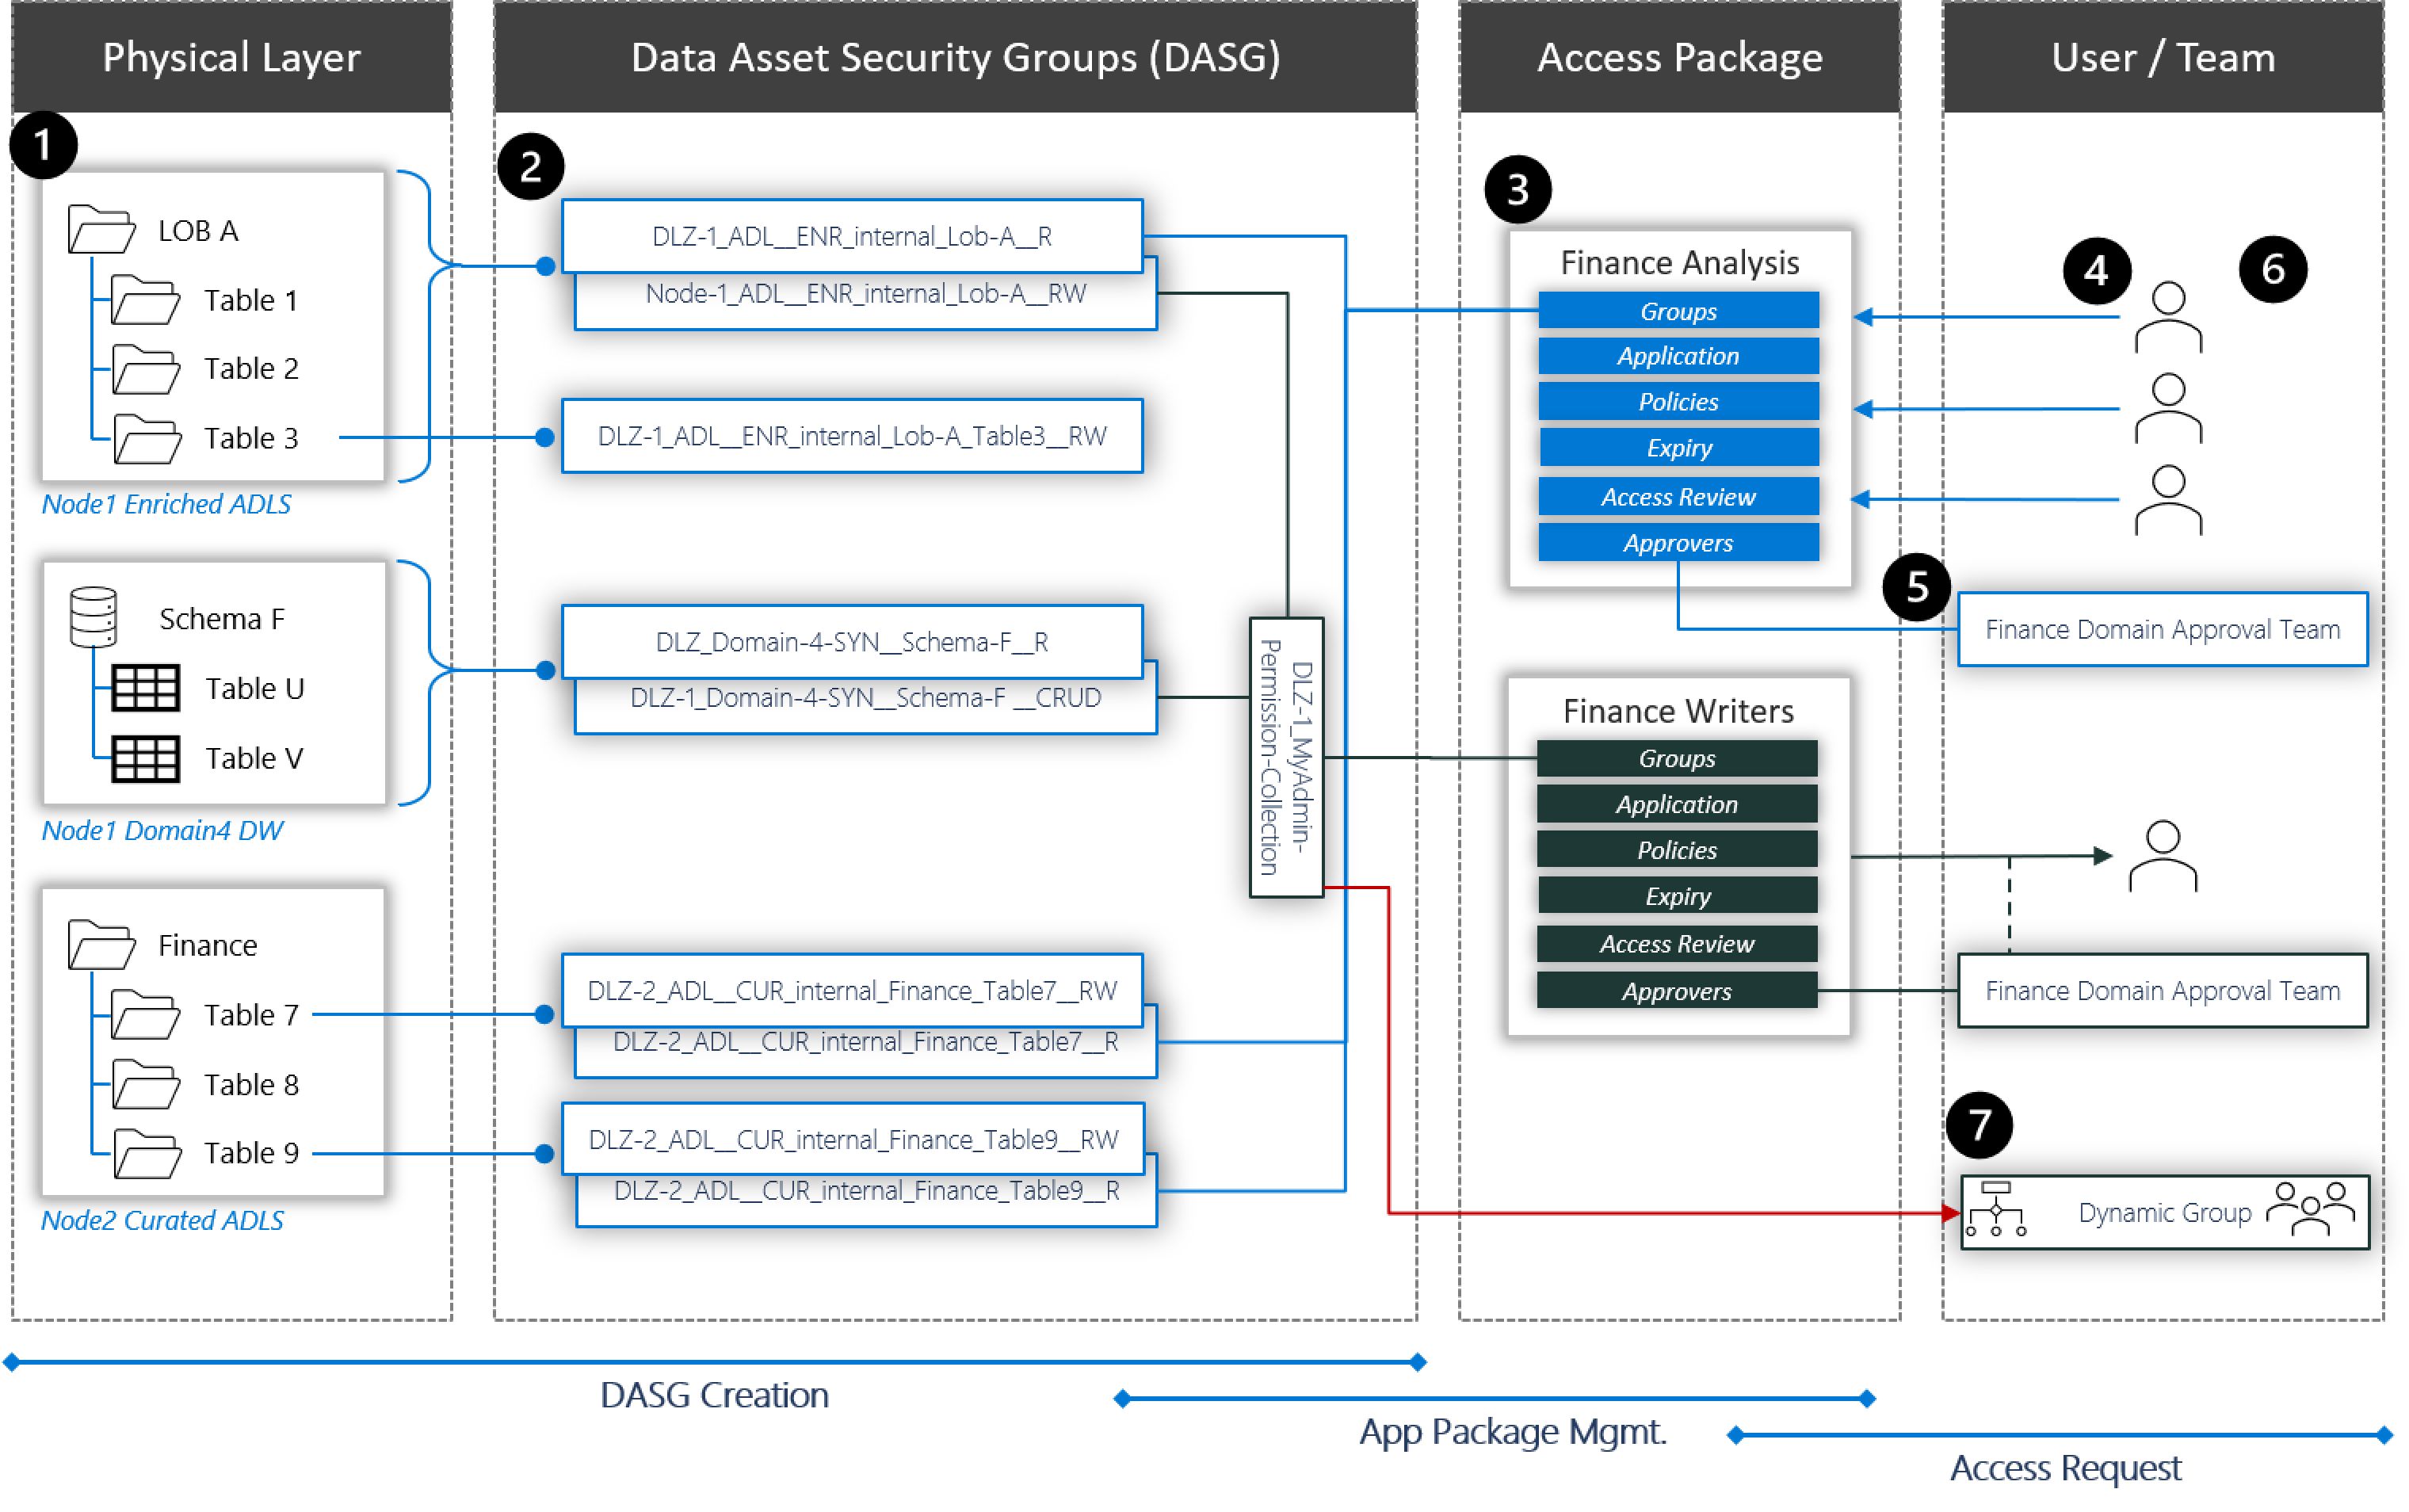 Physical Layer
Data Asset Security Groups (DASG)
Access Package
User / Team
1
LOB A
Table 1
Table 2
Table 3
Node1 Enriched ADLS
Schema F
Table U
Table V
Node1 Domain4 DW
Finance
Table 7
Table 8
Table 9
Node2 Curated ADLS
2
DLZ-1_ADL__ENR_internal_Lob-A__R
Node-1_ADL__ENR_internal_Lob-A__RW
DLZ-1_ADL__ENR_internal_Lob-A_Table3__RW
DLZ_Domain-4-SYN__Schema-F__R
DLZ-1_Domain-4-SYN__Schema-F __CRUD
DLZ-1_MyAdmin-
Permission-Collection
DLZ-2_ADL__CUR_internal_Finance_Table7__RW
DLZ-2_ADL__CUR_internal_Finance_Table7__R
DLZ-2_ADL__CUR_internal_Finance_Table9__RW
DLZ-2_ADL__CUR_internal_Finance_Table9__R
3
Finance Analysis
Groups
Application
Policies
Expiry
Access Review
Approvers
Finance Writers
Groups
Application
Policies
Expiry
Access Review
Approvers
4
6
5
Finance Domain Approval Team
Finance Domain Approval Team
7
Dynamic Group
DASG Creation
App Package Mgmt.
Access Request